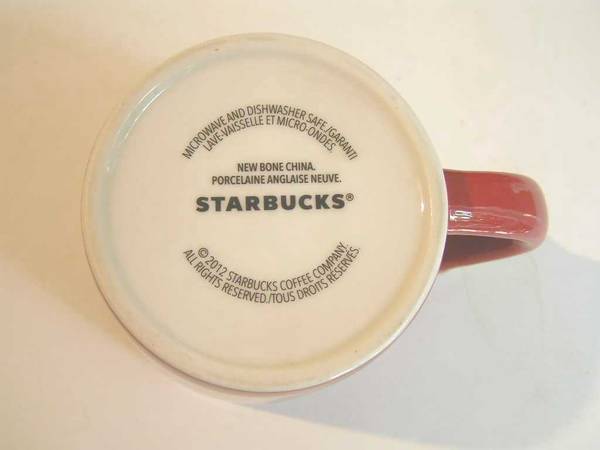 MICROWAVE AND DISHWASHER SAFE./GARANTI
LAVE-VAISSELLE ET MICRO-ONDES.
NEW BONE CHINA.
PORCELAINE ANGLAISE NEUVE.
STARBUCKS®
© 2012 STARBUCKS COFFEE COMPANY.
ALL RIGHTS RESERVED./TOUS DROITS RÉSERVÉS.